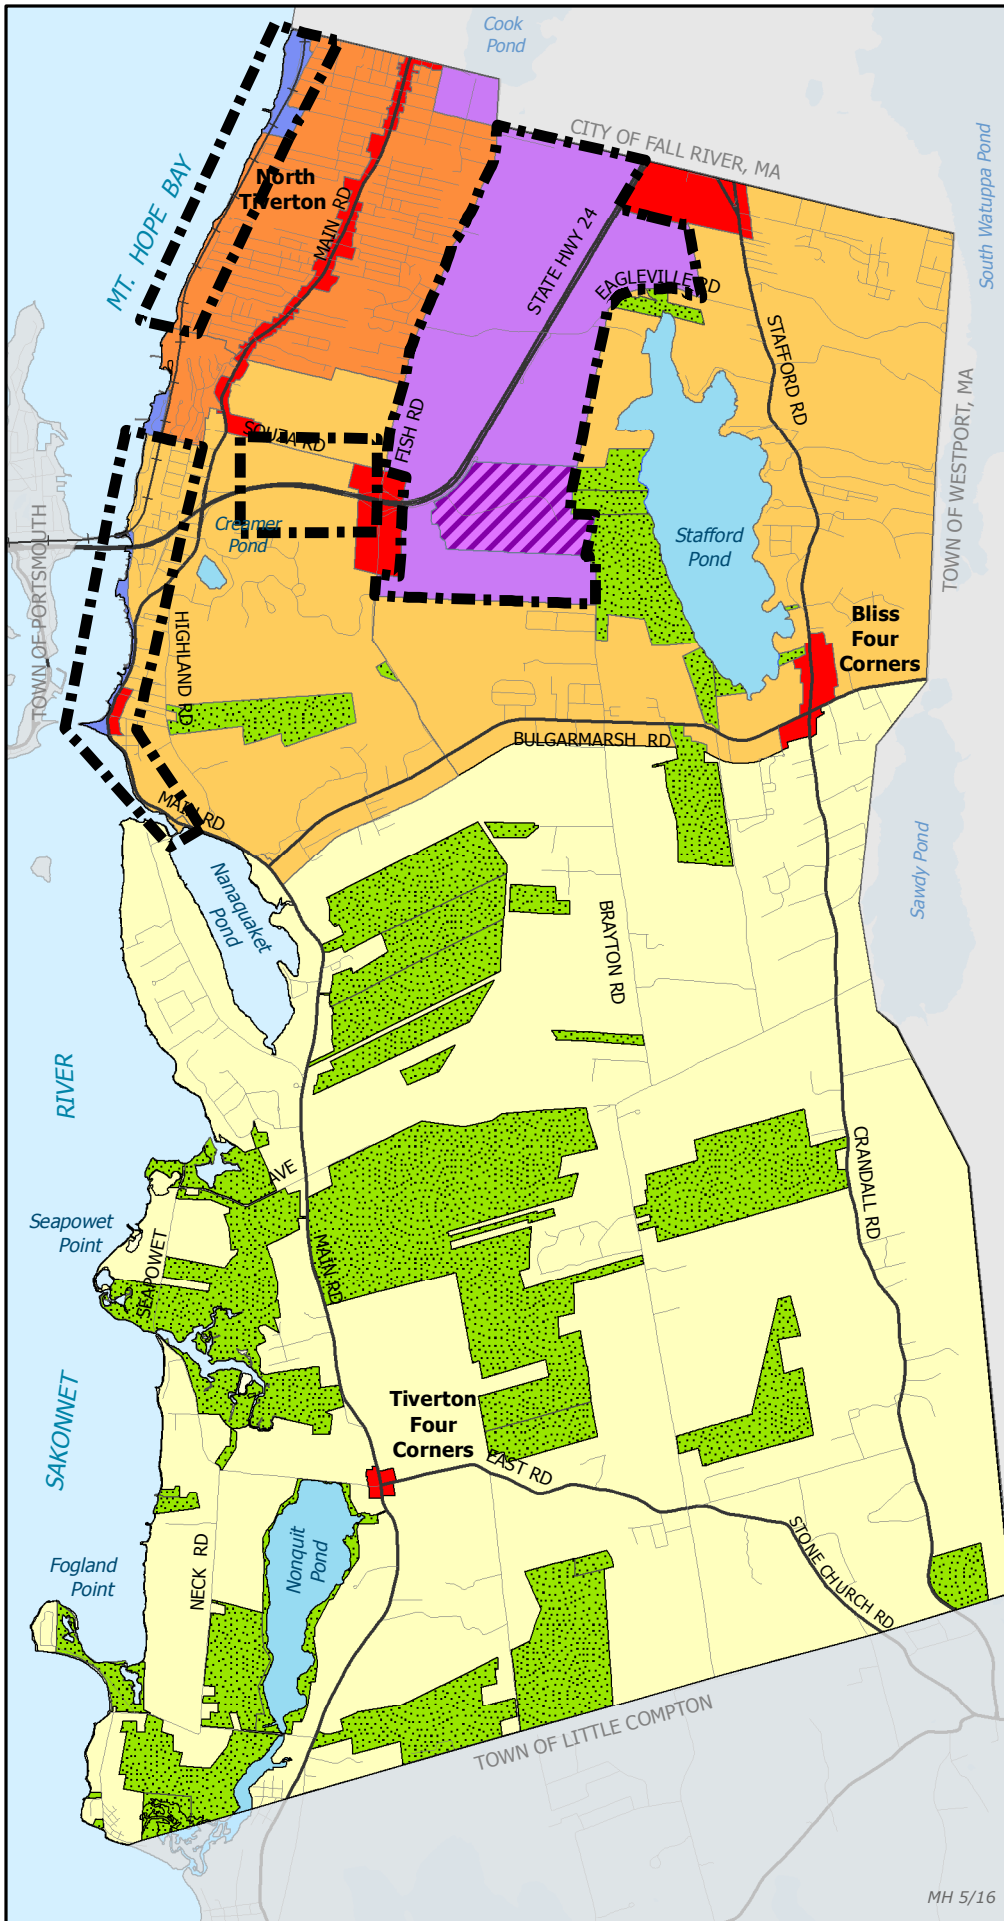 Cook
Pond
CITY OF FALL RIVER, MA
South Watuppa Pond
North
Tiverton
MAIN RD
MT. HOPE BAY
STATE HWY 24
EAGLEVILLE RD
STAFFORD RD
TOWN OF WESTPORT, MA
SOUZA RD
FISH RD
Creamer
Pond
Stafford
Pond
TOWN OF PORTSMOUTH
HIGHLAND RD
Bliss
Four
Corners
BULGARMARSH RD
MAIN RD
Nanaquaket
Pond
Sawdy Pond
BRAYTON RD
RIVER
AVE
CRANDALL RD
Seapowet
Point
SEAPOWET
MAIN RD
SAKONNET
Tiverton
Four
Corners
EAST RD
Fogland
Point
NECK RD
Nonquit
Pond
STONE CHURCH RD
TOWN OF LITTLE COMPTON
MH 5/16